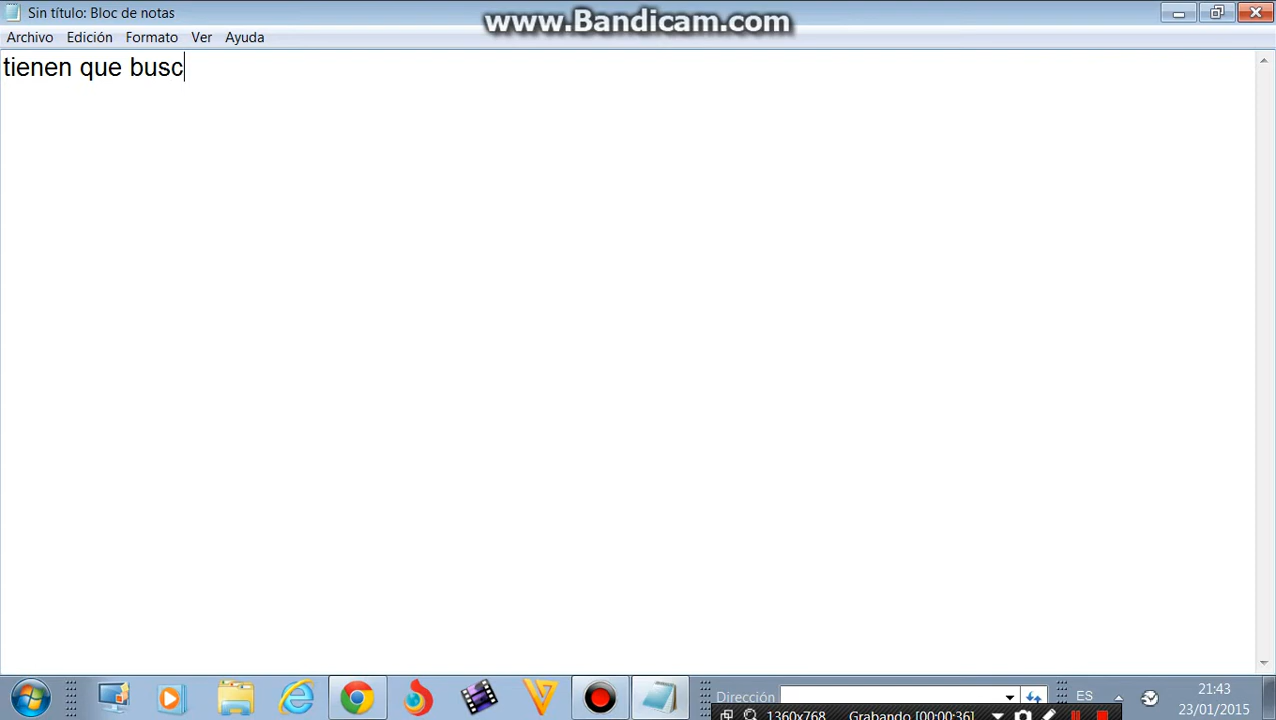 Sin título: Bloc de notas
www.Bandicam.com
Archivo Edición Formato Ver Ayuda
tienen que busc
Dirección
ES
21:43
23/01/2015
1360x768 Grabando [00:00:36]